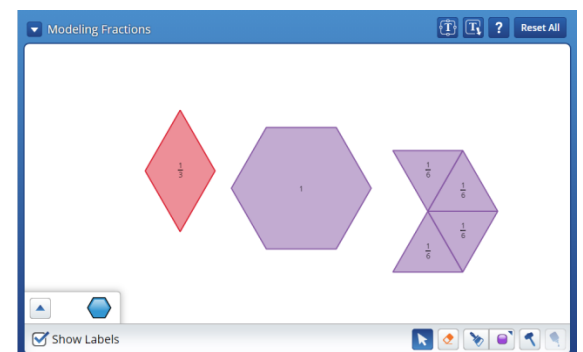 Modeling Fractions
T
T
?
Reset All
1/3
1
1/6
1/6
1/6
1/6
Show Labels